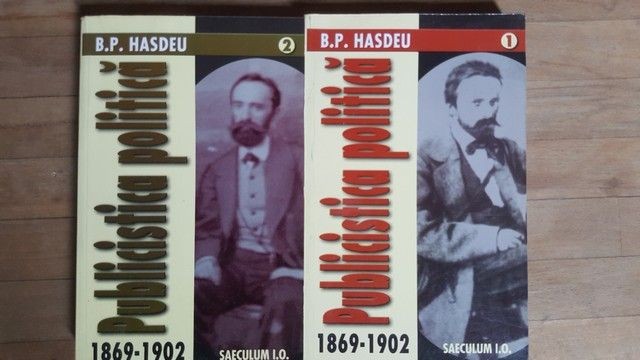 B.P. HASDEU 2
Publicistica politică
1869-1902
SAECULUM I.O.
B.P. HASDEU 1
Publicistica politică
1869-1902
SAECULUM I.O.